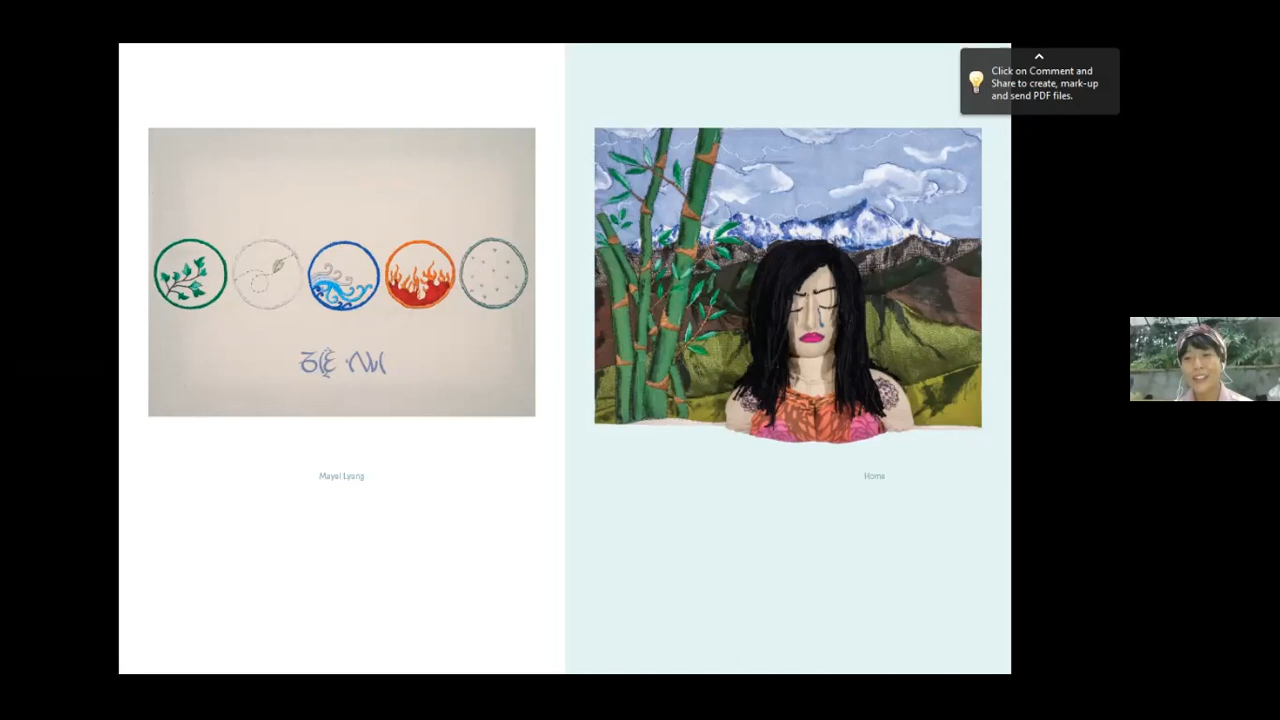 Click on Comment and
Share to create, mark-up
and send PDF files.
Mayel Lyang
Home